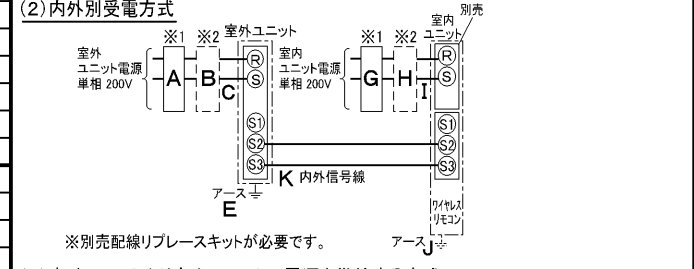 (2)内外別受電方式
別売
※1 ※2 室外ユニット
※1 ※2 室内ユニット
室外
ユニット電源
単相 200V
A B C
R
S
S1
S2
S3
室内
ユニット電源
単相 200V
G H I
R
S
S1
S2
S3
K 内外信号線
アース
E
ワイヤレス
リモコン
※別売配線リプレースキットが必要です。
アース J